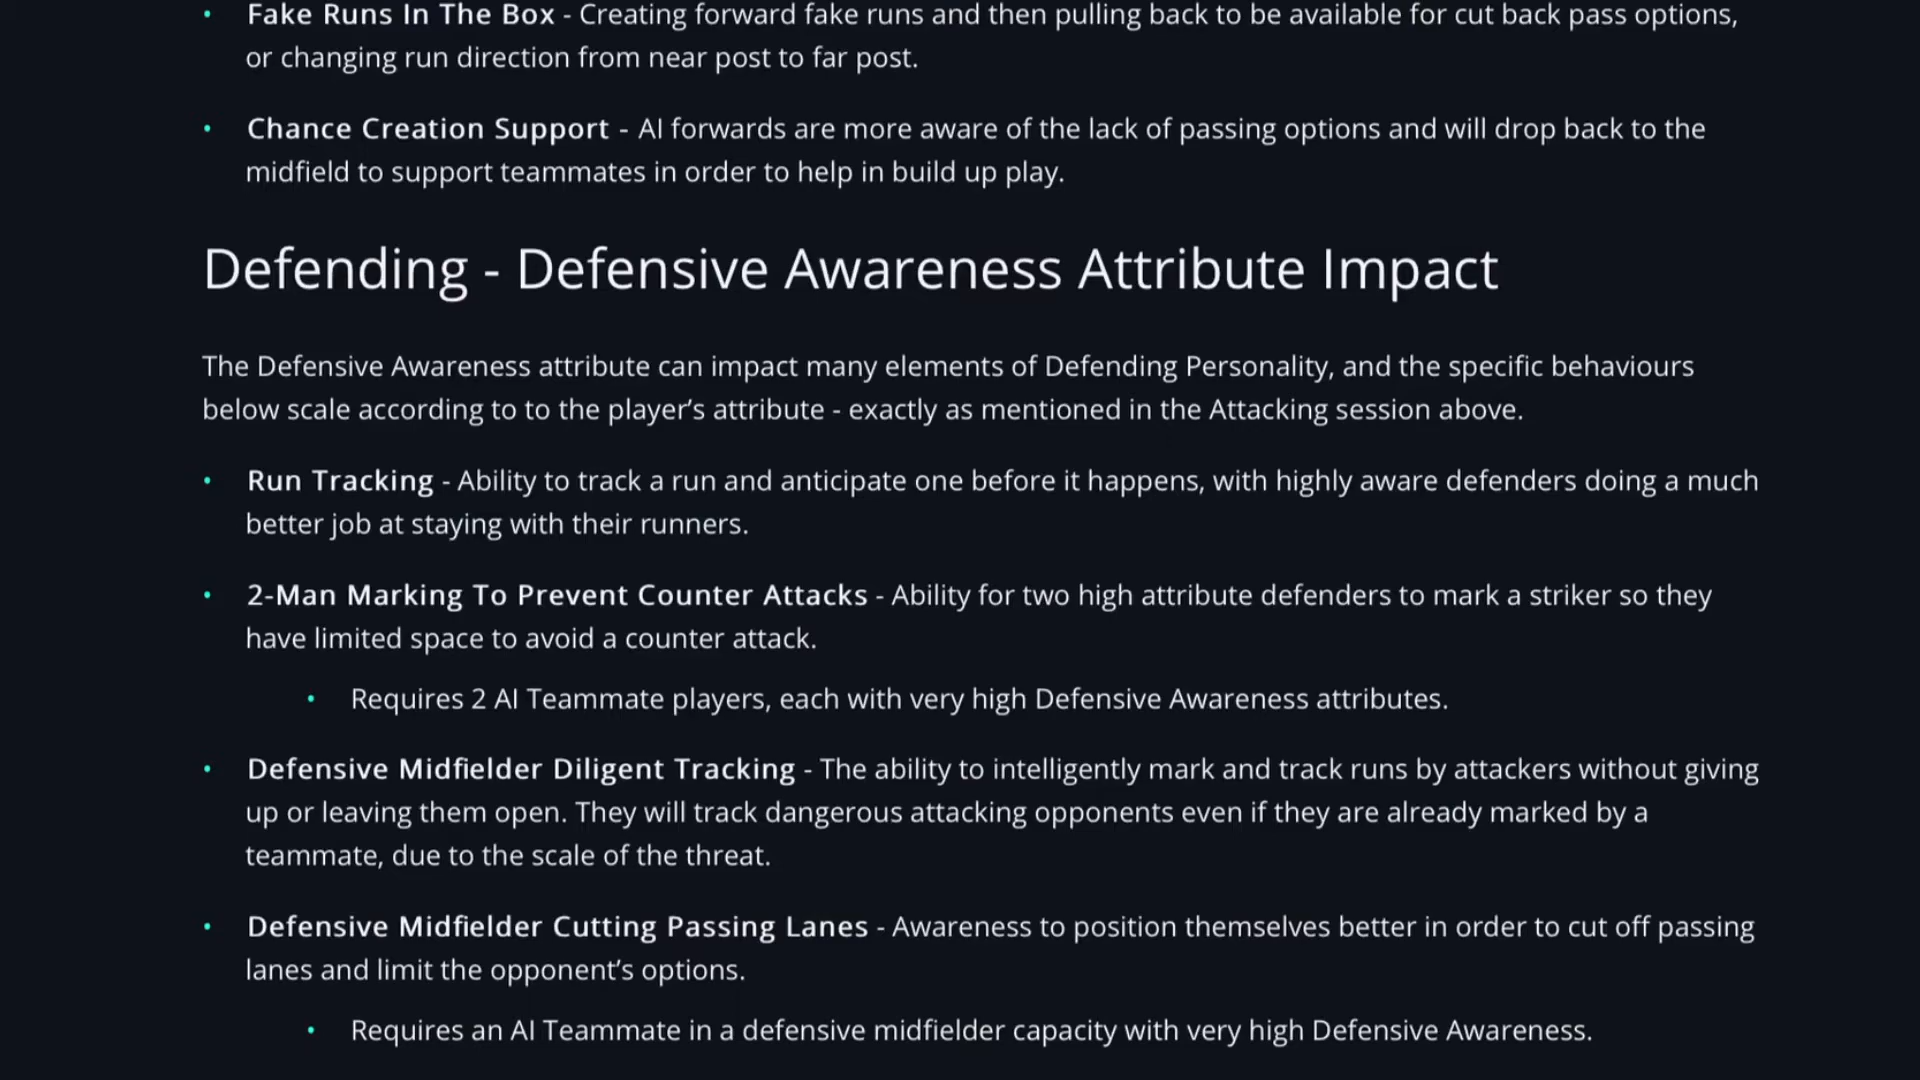 • Fake Runs In The Box - Creating forward fake runs and then pulling back to be available for cut back pass options,
or changing run direction from near post to far post.
• Chance Creation Support - AI forwards are more aware of the lack of passing options and will drop back to the
midfield to support teammates in order to help in build up play.
Defending - Defensive Awareness Attribute Impact
The Defensive Awareness attribute can impact many elements of Defending Personality, and the specific behaviours
below scale according to to the player’s attribute - exactly as mentioned in the Attacking session above.
• Run Tracking - Ability to track a run and anticipate one before it happens, with highly aware defenders doing a much
better job at staying with their runners.
• 2-Man Marking To Prevent Counter Attacks - Ability for two high attribute defenders to mark a striker so they
have limited space to avoid a counter attack.
• Requires 2 AI Teammate players, each with very high Defensive Awareness attributes.
• Defensive Midfielder Diligent Tracking - The ability to intelligently mark and track runs by attackers without giving
up or leaving them open. They will track dangerous attacking opponents even if they are already marked by a
teammate, due to the scale of the threat.
• Defensive Midfielder Cutting Passing Lanes - Awareness to position themselves better in order to cut off passing
lanes and limit the opponent’s options.
• Requires an AI Teammate in a defensive midfielder capacity with very high Defensive Awareness.